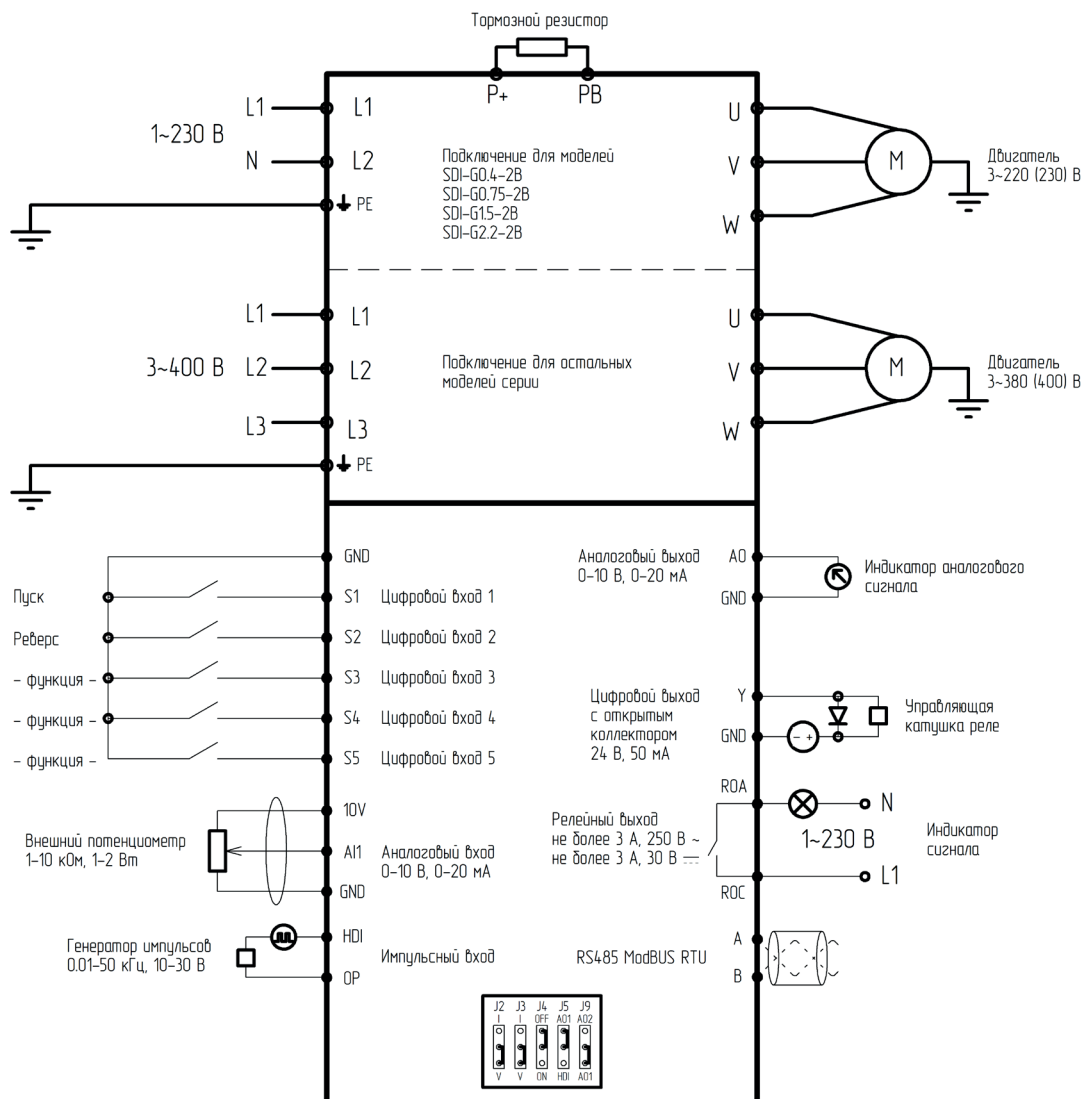 Тормозной резистор
P+ PB
L1 L1
1~230 В
N L2
PE
Подключение для моделей
SDI-G0.4-2B
SDI-G0.75-2B
SDI-G1.5-2B
SDI-G2.2-2B
U
V
W
M
Двигатель
3~220 (230) В
L1 L1
3~400 В L2 L2
L3 L3
PE
Подключение для остальных
моделей серии
U
V
W
M
Двигатель
3~380 (400) В
GND
Пуск S1 Цифровой вход 1
Реверс S2 Цифровой вход 2
- функция - S3 Цифровой вход 3
- функция - S4 Цифровой вход 4
- функция - S5 Цифровой вход 5
Внешний потенциометр
1-10 кОм, 1-2 Вт
10V
AI1
GND
Аналоговый вход
0-10 В, 0-20 мА
Генератор импульсов
0.01-50 кГц, 10-30 В
HDI
OP
Импульсный вход
Аналоговый выход
0-10 В, 0-20 мА
AO
GND
Индикатор аналогового
сигнала
Цифровой выход
с открытым
коллектором
24 В, 50 мА
Y
GND
- +
Управляющая
катушка реле
ROA
Релейный выход
не более 3 А, 250 В ~
не более 3 А, 30 В
ROC
N
1~230 В
L1
Индикатор
сигнала
RS485 ModBUS RTU
A
B
J2 J3 J4 J5 J9
I I OFF AO1 AO2
V V ON HDI AO1